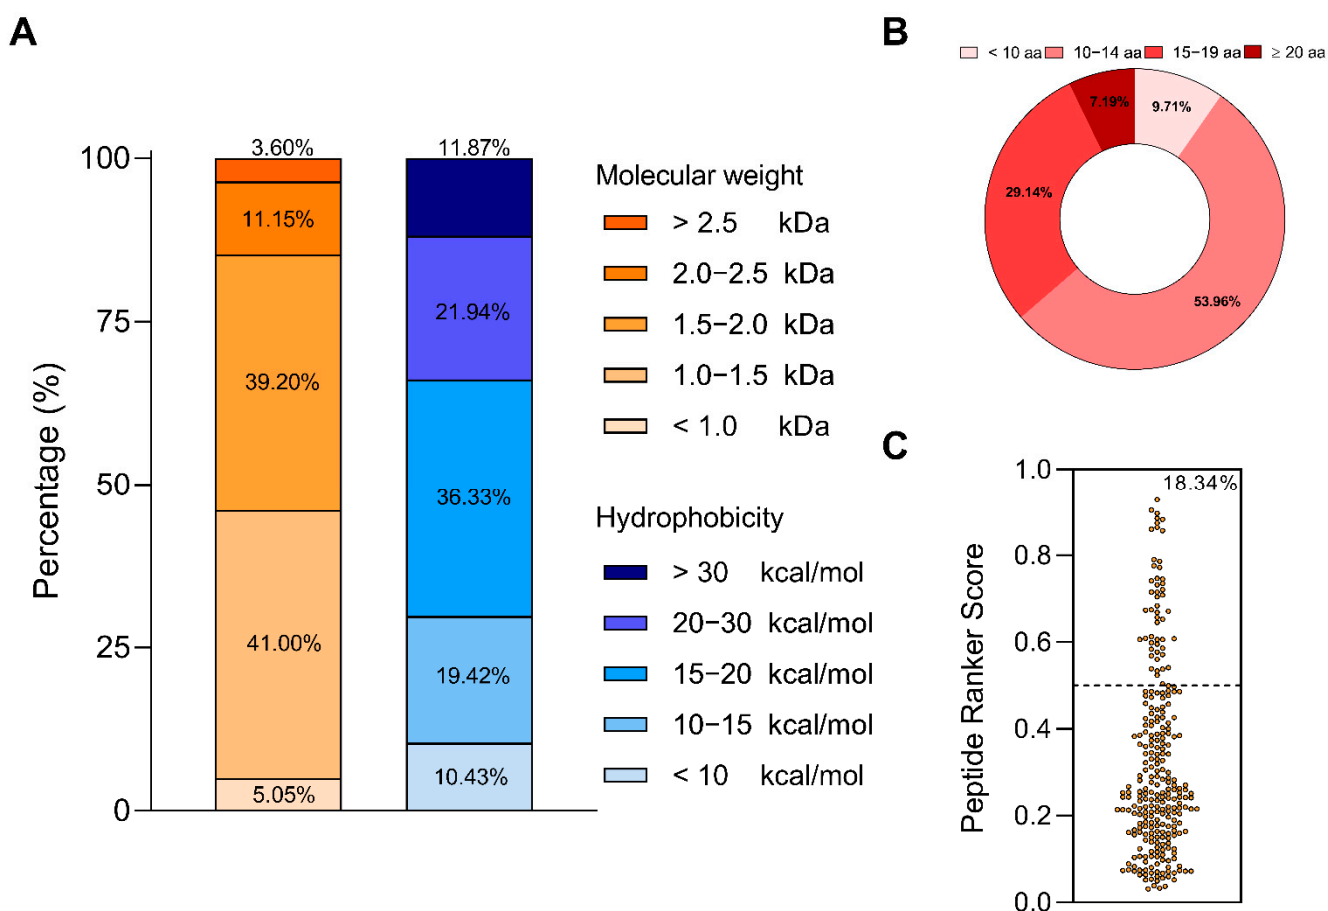 A
Percentage (%)
100
75
50
25
0
3.60%
11.15%
39.20%
41.00%
5.05%
11.87%
21.94%
36.33%
19.42%
10.43%
Molecular weight
> 2.5 kDa
2.0−2.5 kDa
1.5−2.0 kDa
1.0−1.5 kDa
< 1.0 kDa
Hydrophobicity
> 30 kcal/mol
20−30 kcal/mol
15−20 kcal/mol
10−15 kcal/mol
< 10 kcal/mol
B
< 10 aa 10−14 aa 15−19 aa ≥ 20 aa
7.19%
9.71%
29.14%
53.96%
C
Peptide Ranker Score
1.0
0.8
0.6
0.4
0.2
0.0
18.34%